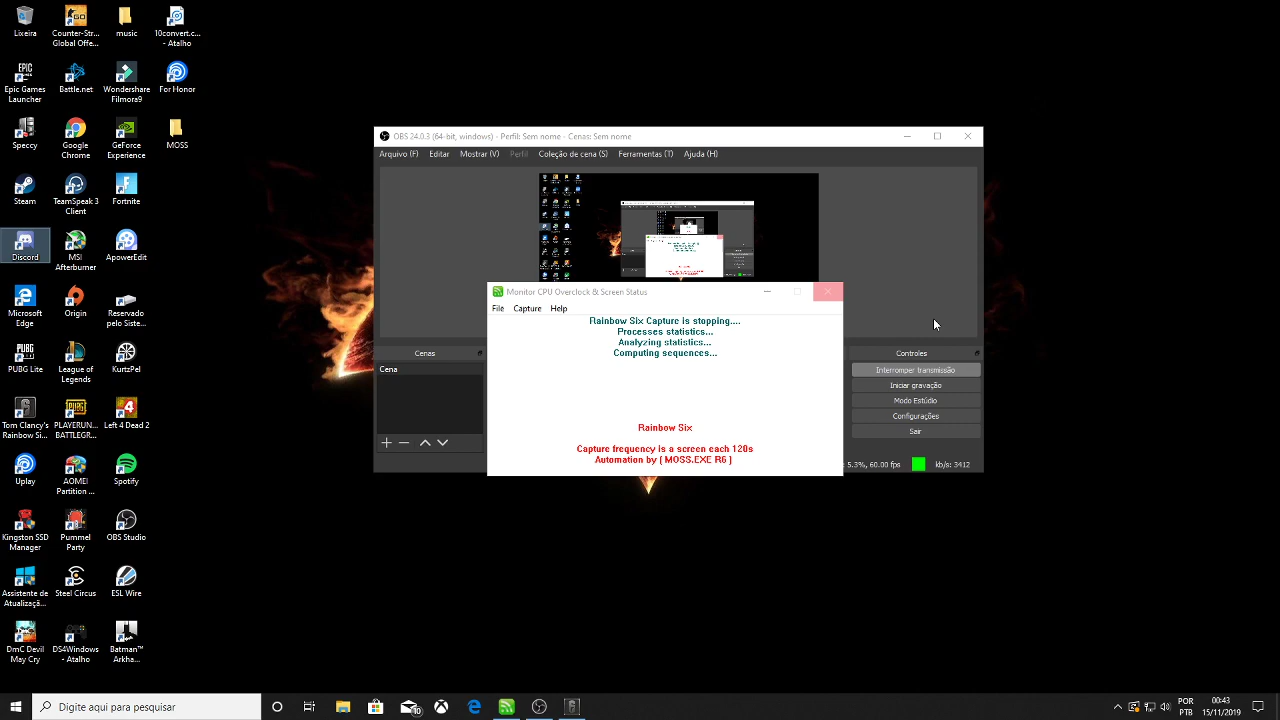 Lixeira
Counter-Str...
Global Offe...
music
10convert.c...
- Atalho
Epic Games
Launcher
Battle.net
Wondershare
Filmora9
For Honor
Speccy
Google
Chrome
GeForce
Experience
MOSS
Steam
TeamSpeak 3
Client
Fortnite
Discord
MSI
Afterburner
ApowerEdit
Microsoft
Edge
Origin
Reservado
pelo Siste...
PUBG Lite
League of
Legends
KurtzPel
Tom Clancy's
Rainbow Si...
PLAYERUN...
BATTLEGR...
Left 4 Dead 2
Uplay
AOMEI
Partition ...
Spotify
Kingston SSD
Manager
Pummel
Party
OBS Studio
Assistente de
Atualizaçã...
Steel Circus
ESL Wire
DmC Devil
May Cry
DS4Windows
- Atalho
Batman™
Arkha...
OBS 24.0.3 (64-bit, windows) - Perfil: Sem nome - Cenas: Sem nome
Arquivo (F) Editar Mostrar (V) Perfil Coleção de cena (S) Ferramentas (T) Ajuda (H)
Monitor CPU Overclock & Screen Status
File Capture Help
Rainbow Six Capture is stopping....
Processes statistics...
Analyzing statistics...
Computing sequences...
Rainbow Six
Capture frequency is a screen each 120s
Automation by ( MOSS.EXE R6 )
Cenas
Cena
Controles
Interromper transmissão
Iniciar gravação
Modo Estúdio
Configurações
Sair
: 5.3%, 60.00 fps
kb/s: 3412
Digite aqui para pesquisar
10
POR
PTB
00:43
15/11/2019